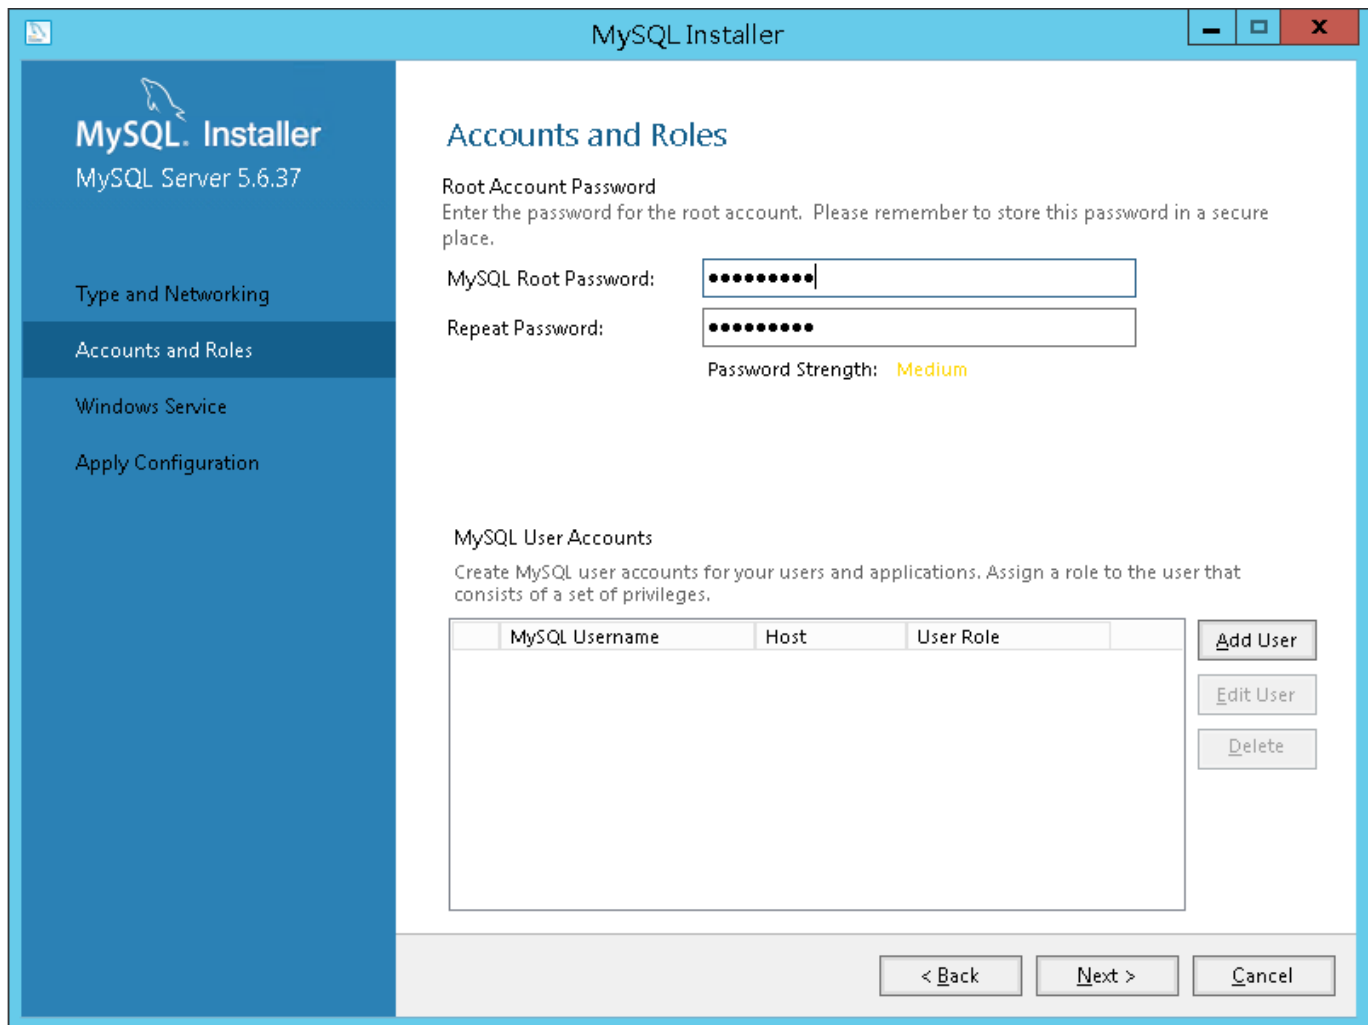 MySQL Installer
MySQL. Installer
MySQL Server 5.6.37
Type and Networking
Accounts and Roles
Windows Service
Apply Configuration
Accounts and Roles
Root Account Password
Enter the password for the root account. Please remember to store this password in a secure
place.
MySQL Root Password: ●●●●●●●●●
Repeat Password: ●●●●●●●●●
Password Strength: Medium
MySQL User Accounts
Create MySQL user accounts for your users and applications. Assign a role to the user that
consists of a set of privileges.
MySQL Username Host User Role
Add User
Edit User
Delete
< Back Next > Cancel